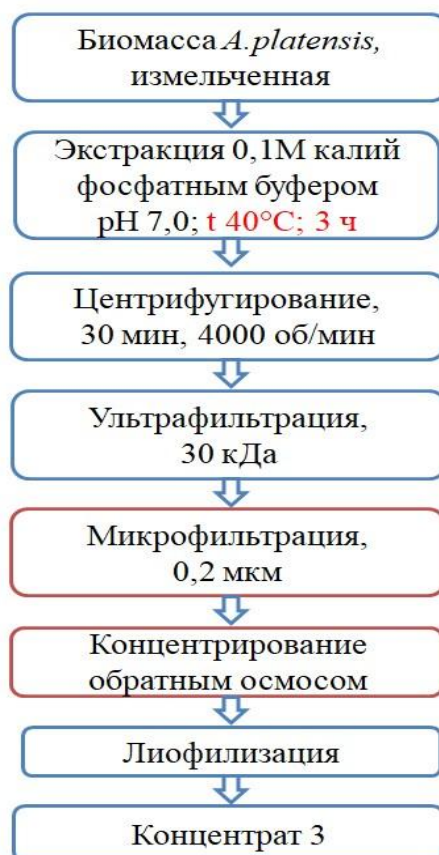 Биомасса A.platensis,
измельченная
Экстракция 0,1М калий
фосфатным буфером
pH 7,0; t 40°C; 3 ч
Центрифугирование,
30 мин, 4000 об/мин
Ультрафильтрация,
30 кДа
Микрофильтрация,
0,2 мкм
Концентрирование
обратным осмосом
Лиофилизация
Концентрат 3